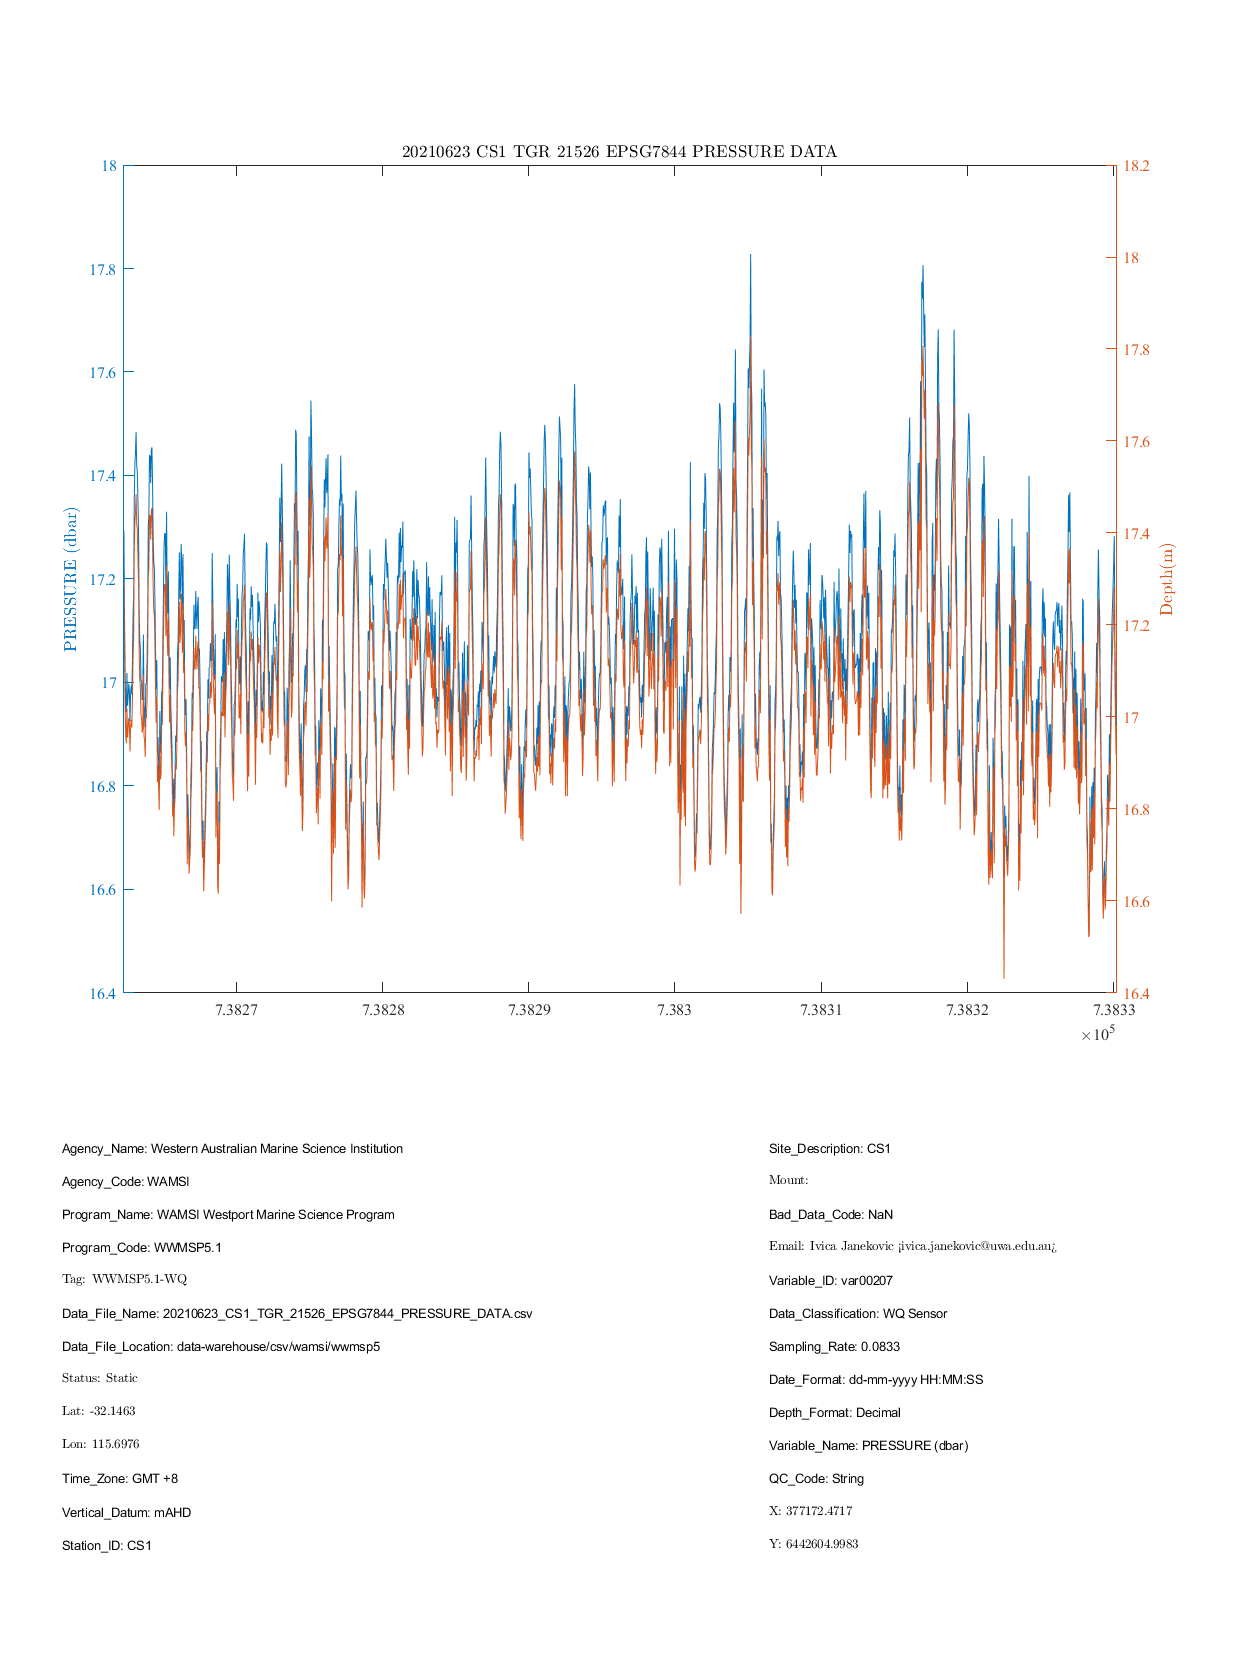 20210623 CS1 TGR 21526 EPSG7844 PRESSURE DATA
18
17.8
17.6
17.4
17.2
17
16.8
16.6
16.4
PRESSURE (dbar)
18.2
18
17.8
17.6
17.4
17.2
17
16.8
16.6
16.4
Depth(m)
7.3827
7.3828
7.3829
7.383
7.3831
7.3832
7.3833
×10^5
Agency_Name: Western Australian Marine Science Institution
Agency_Code: WAMSI
Program_Name: WAMSI Westport Marine Science Program
Program_Code: WWMSP5.1
Tag: WWMSP5.1-WQ
Data_File_Name: 20210623_CS1_TGR_21526_EPSG7844_PRESSURE_DATA.csv
Data_File_Location: data-warehouse/csv/wamsi/wwmsp5
Status: Static
Lat: -32.1463
Lon: 115.6976
Time_Zone: GMT +8
Vertical_Datum: mAHD
Station_ID: CS1
Site_Description: CS1
Mount:
Bad_Data_Code: NaN
Email: Ivica Janekovic ¡ivica.janekovic@uwa.edu.au¿
Variable_ID: var00207
Data_Classification: WQ Sensor
Sampling_Rate: 0.0833
Date_Format: dd-mm-yyyy HH:MM:SS
Depth_Format: Decimal
Variable_Name: PRESSURE (dbar)
QC_Code: String
X: 377172.4717
Y: 6442604.9983